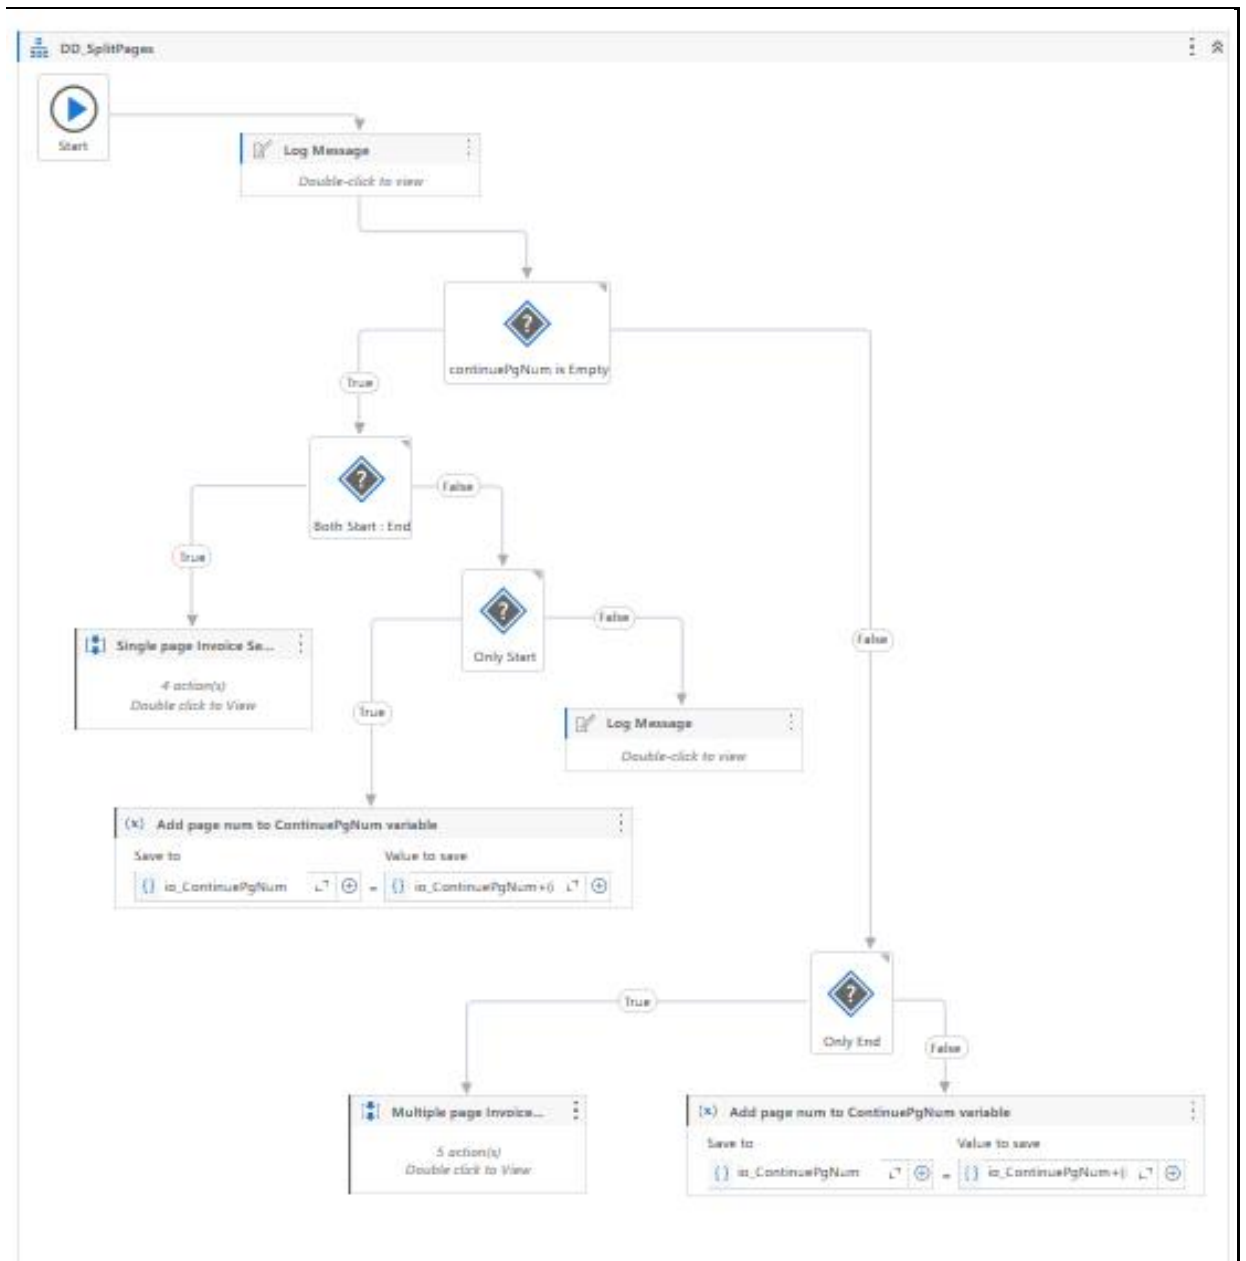 DD_SplitPages
Start
Log Message
Double-click to view
continuePgNum is Empty
True
Both Start : End
False
True
Only Start
False
False
Single page Invoice Se...
4 action(s)
Double click to View
True
Log Message
Double-click to view
(x) Add page num to ContinuePgNum variable
Save to Value to save
{} io_ContinuePgNum = {} io_ContinuePgNum+(i
True
Only End
False
Multiple page Invoice...
5 action(s)
Double click to View
(x) Add page num to ContinuePgNum variable
Save to Value to save
{} io_ContinuePgNum = {} io_ContinuePgNum+(